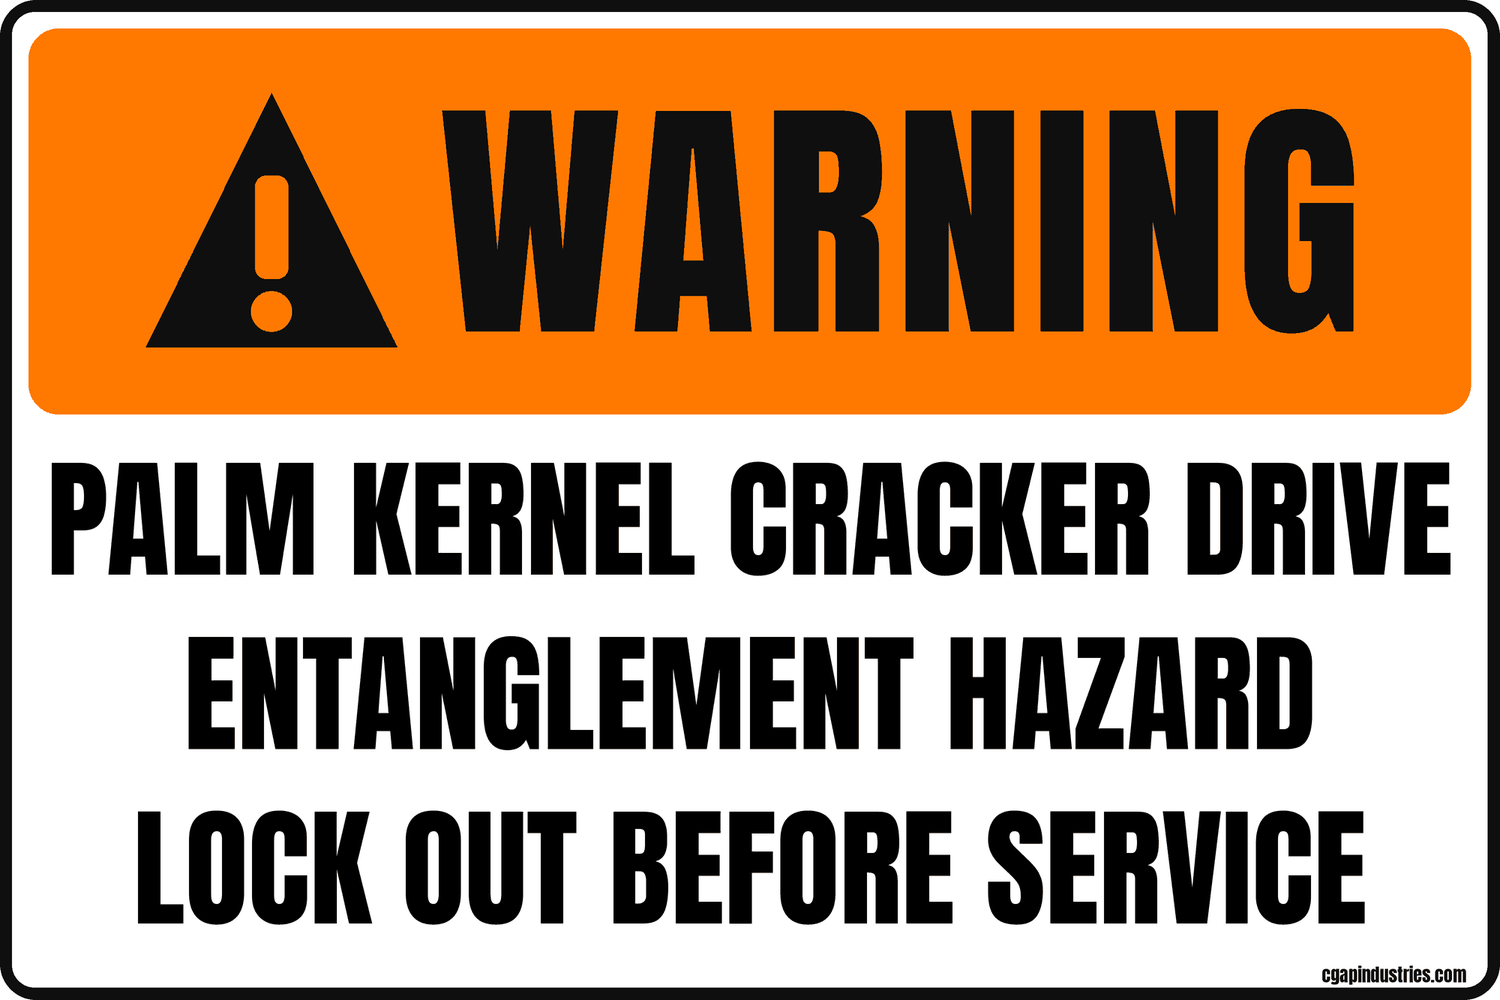 WARNING
PALM KERNEL CRACKER DRIVE
ENTANGLEMENT HAZARD
LOCK OUT BEFORE SERVICE
cgapindustries.com